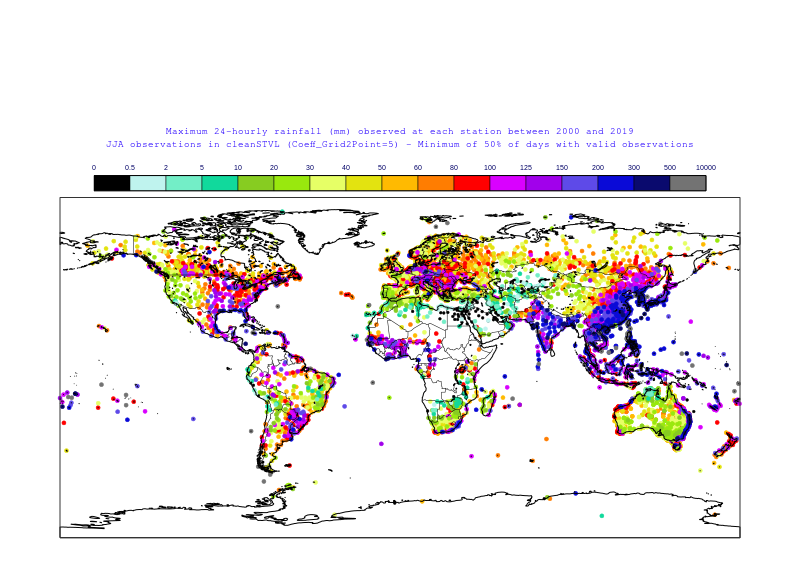 Maximum 24-hourly rainfall (mm) observed at each station between 2000 and 2019
JJA observations in cleanSTVL (Coeff_Grid2Point=5) - Minimum of 50% of days with valid observations
0 0.5 2 5 10 20 30 40 50 60 80 100 125 150 200 300 500 10000